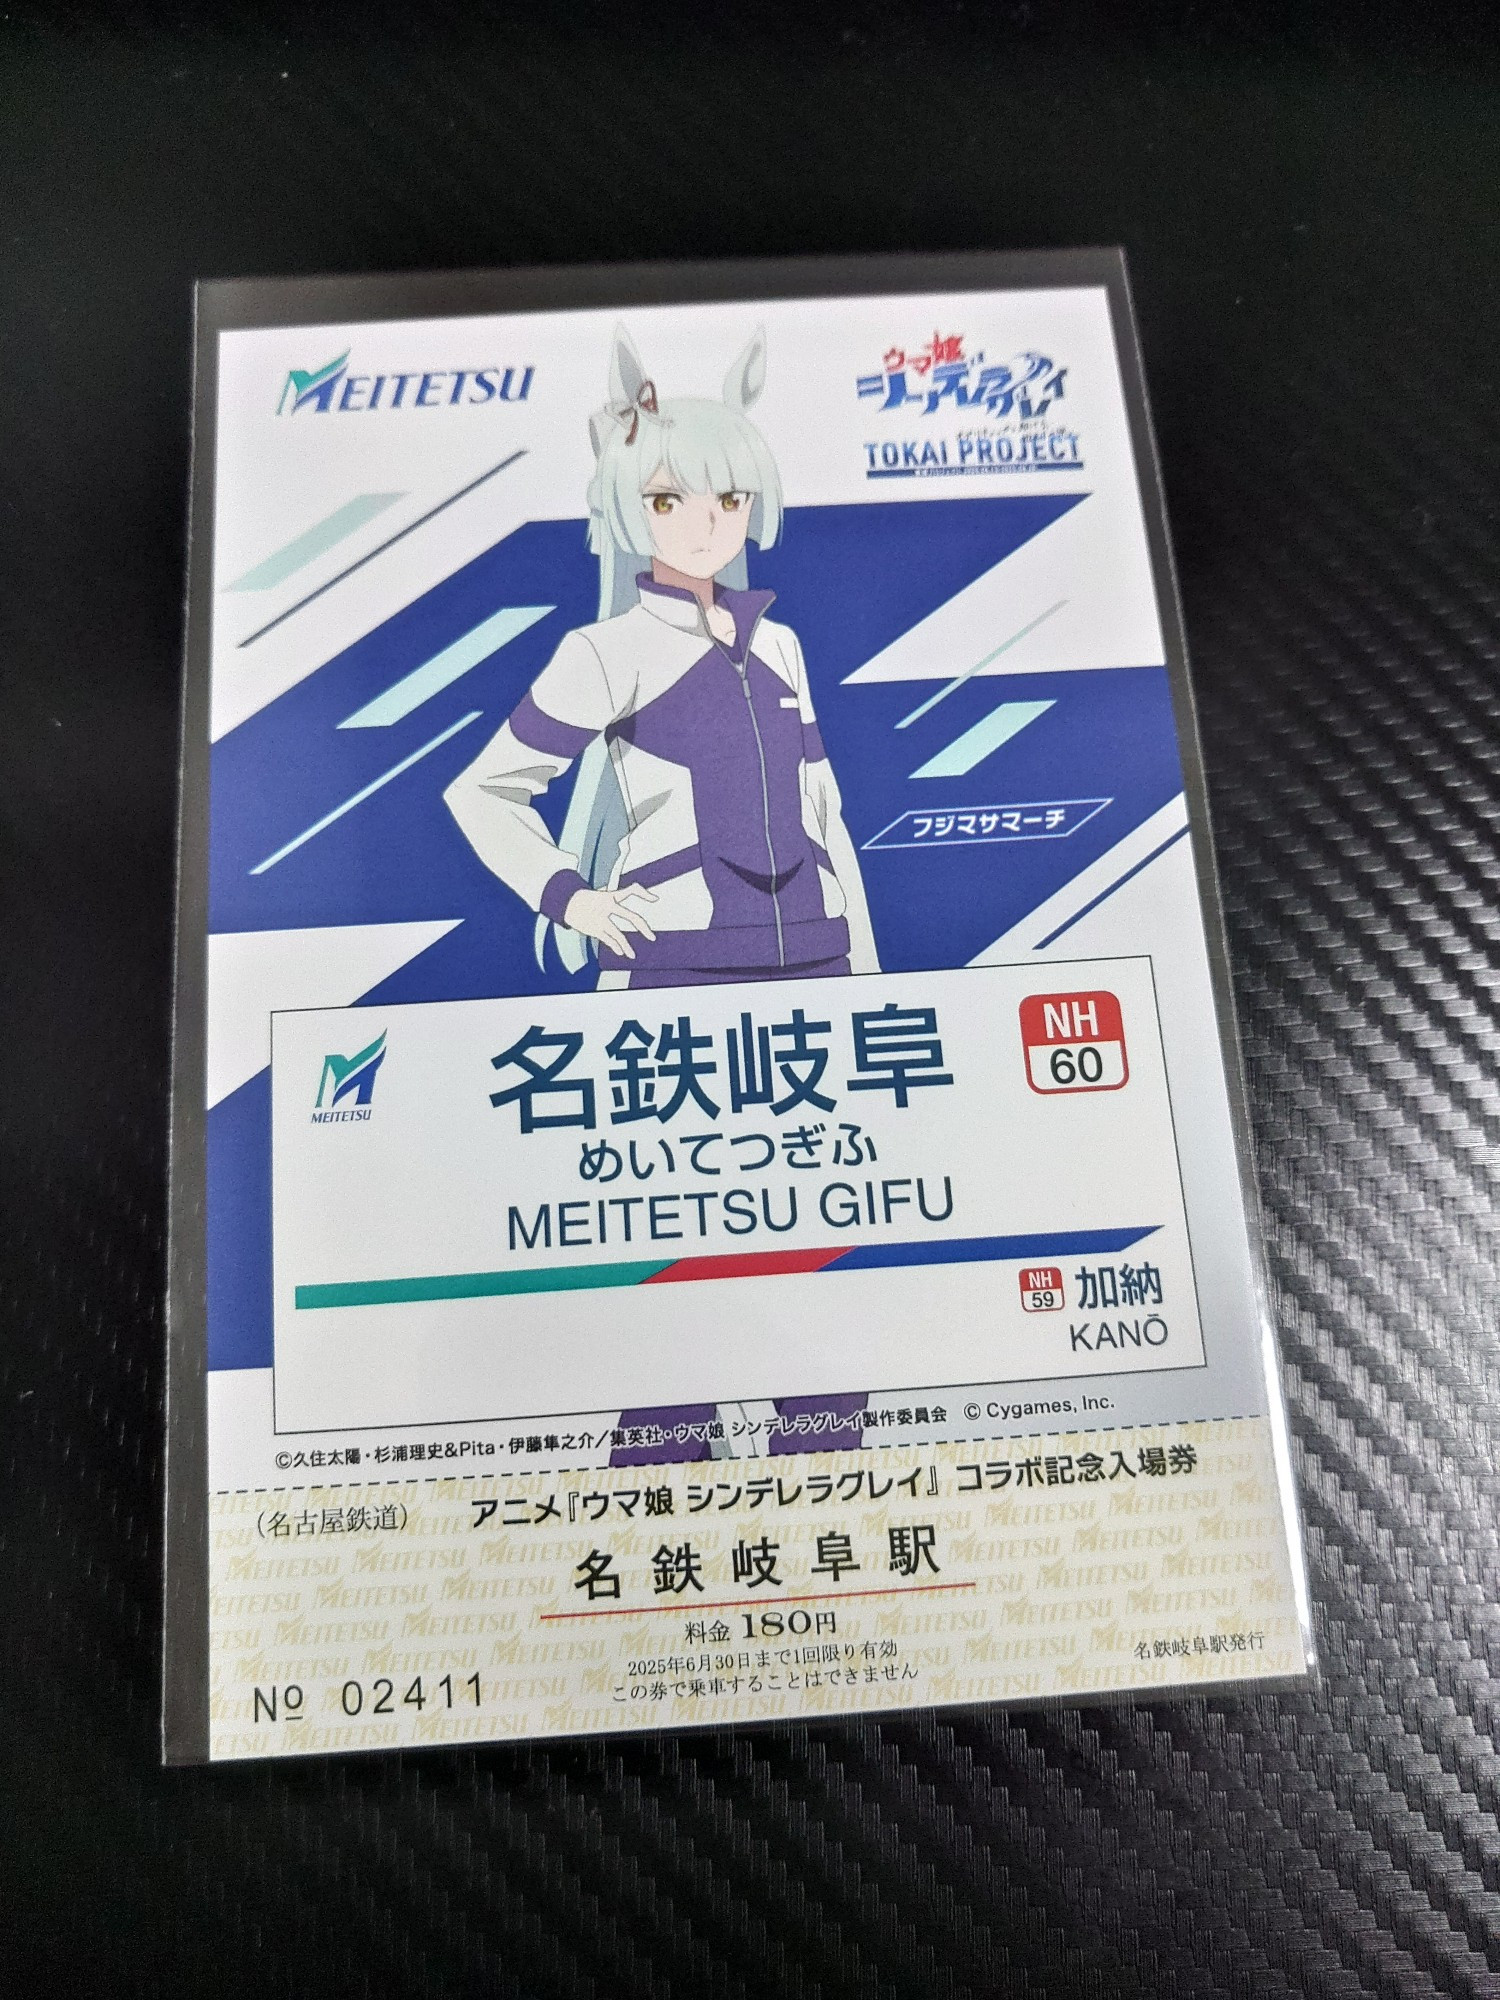 MEITETSU
ウマ娘
シンデレラグレイ
TOKAI PROJECT
フジマサマーチ
名鉄岐阜
NH
60
MEITETSU
めいてつぎふ
MEITETSU GIFU
NH
59
加納
KANŌ
©久住太陽・杉浦理史&Pita・伊藤隼之介/集英社・ウマ娘 シンデレラグレイ製作委員会 © Cygames, Inc.
(名古屋鉄道)
アニメ『ウマ娘 シンデレラグレイ』コラボ記念入場券
名鉄岐阜駅
料金 180円
2025年6月30日まで1回限り有効
この券で乗車することはできません
名鉄岐阜駅発行
№ 02411